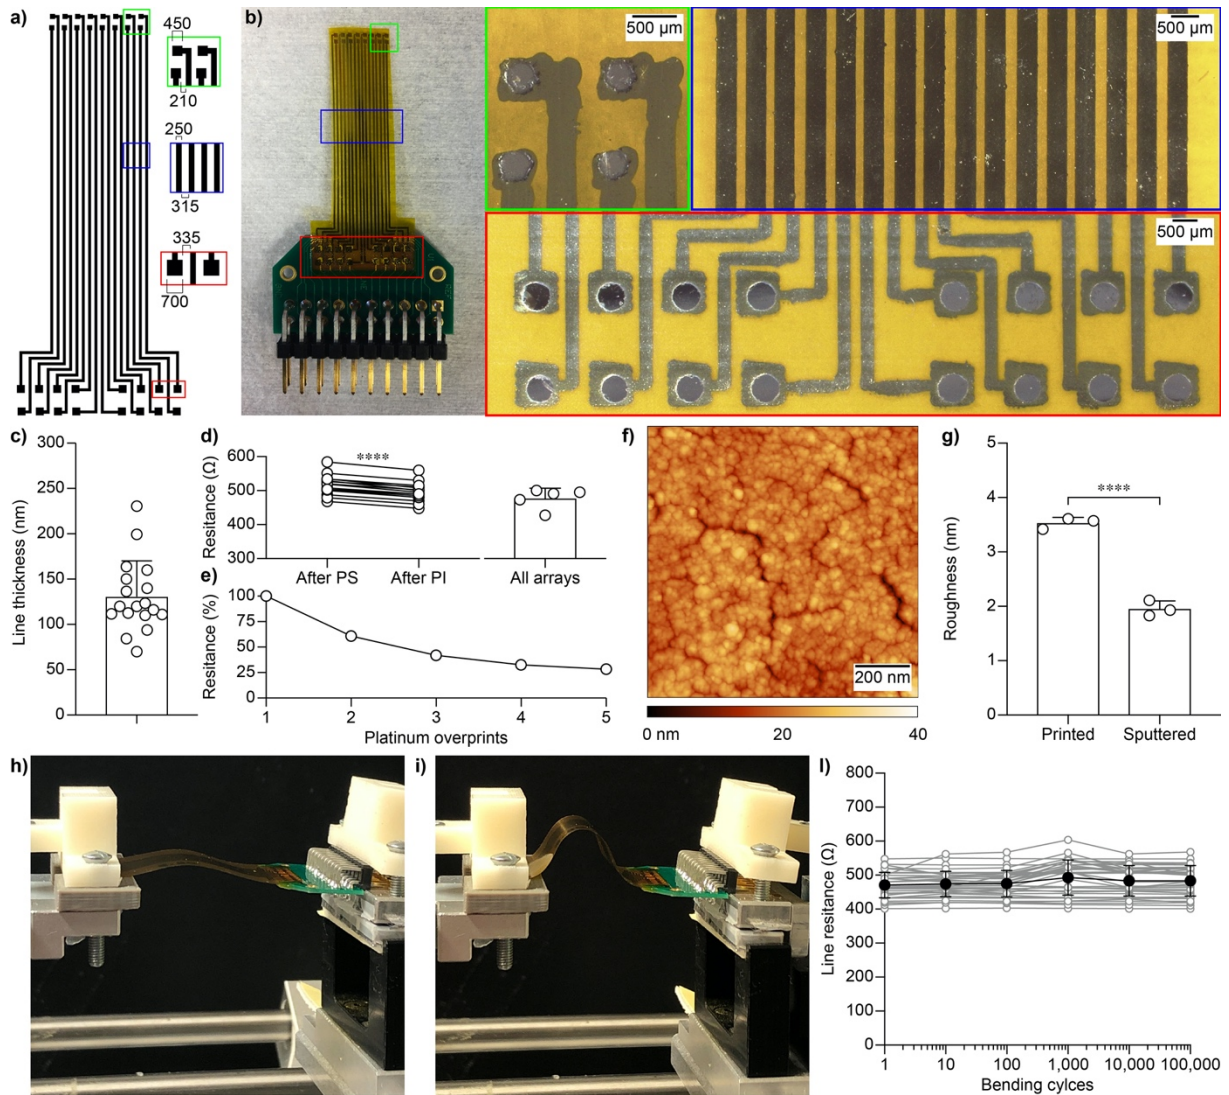 a)
450
210
250
315
335
700
b)
500 µm
500 µm
500 µm
c)
Line thickness (nm)
300
250
200
150
100
50
0
d)
Resitance (Ω)
600
500
400
300
****
After PS
After PI
All arrays
e)
Resitance (%)
100
75
50
25
0
1
2
3
4
5
Platinum overprints
f)
200 nm
0 nm
20
40
g)
Roughness (nm)
5
4
3
2
1
0
****
Printed
Sputtered
h)
i)
l)
Line resitance (Ω)
800
700
600
500
400
300
200
100
0
1
10
100
1,000
10,000
100,000
Bending cylces